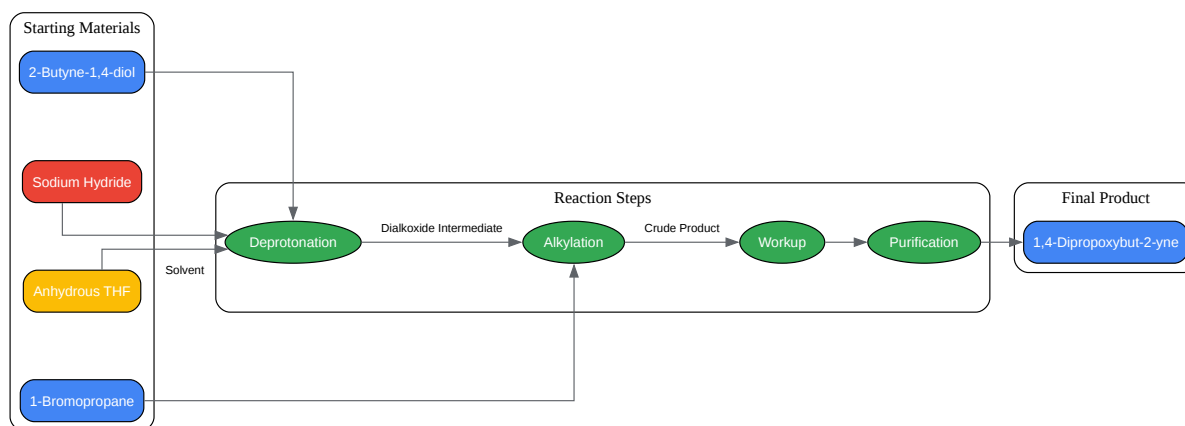 Starting Materials
2-Butyne-1,4-diol
Sodium Hydride
Reaction Steps
Final Product
Deprotonation
Dialkoxide Intermediate
Alkylation
Crude Product
Workup
Purification
1,4-Dipropoxybut-2-yne
Solvent
Anhydrous THF
1-Bromopropane